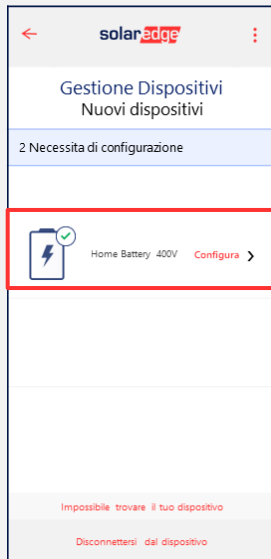 solaredge
Gestione Dispositivi
Nuovi dispositivi
2 Necessita di configurazione
Home Battery 400V Configura
Impossibile trovare il tuo dispositivo
Disconnettersi dal dispositivo